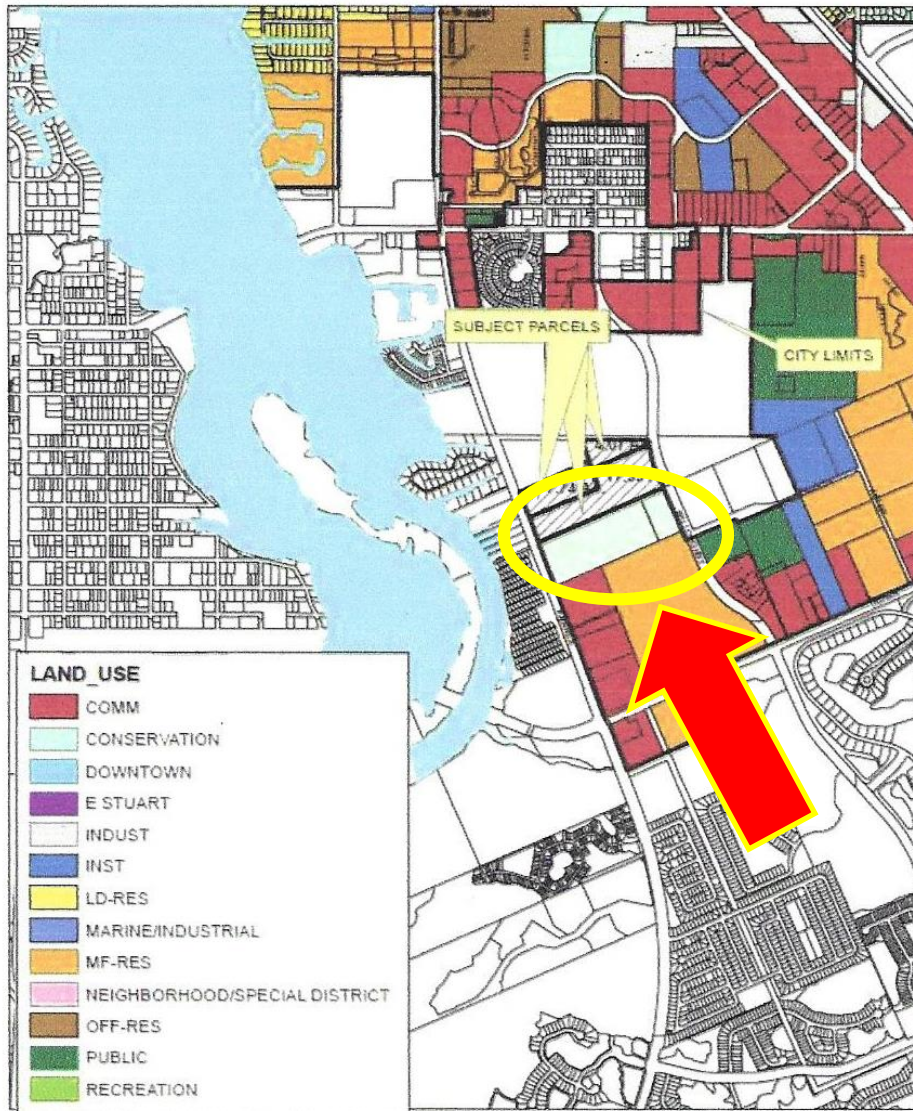 SUBJECT PARCELS
CITY LIMITS
LAND_USE
COMM
CONSERVATION
DOWNTOWN
E STUART
INDUST
INST
LD-RES
MARINE/INDUSTRIAL
MF-RES
NEIGHBORHOOD/SPECIAL DISTRICT
OFF-RES
PUBLIC
RECREATION